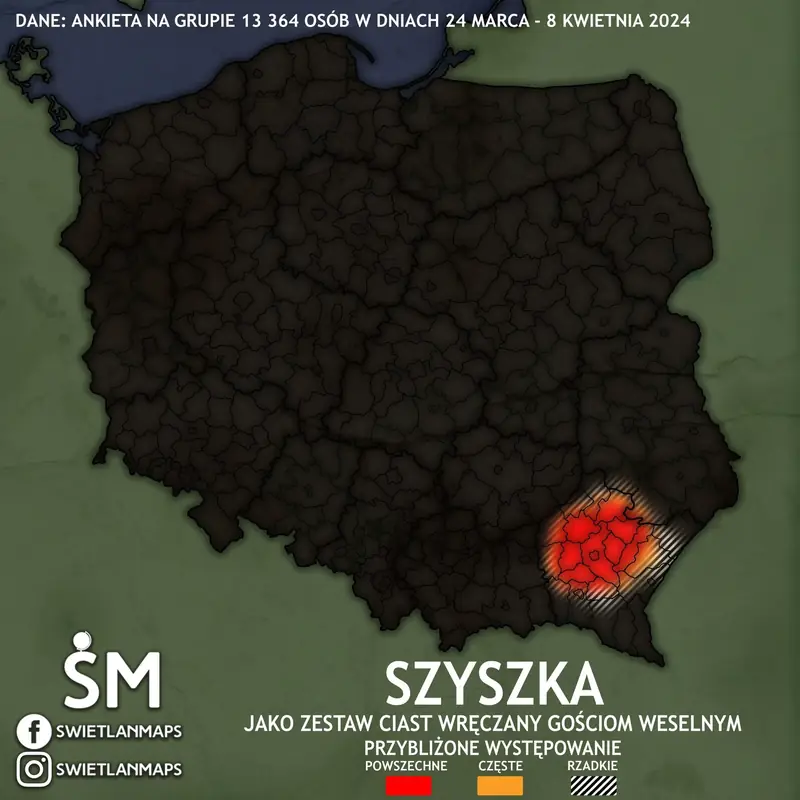 DANE: ANKIETA NA GRUPIE 13 364 OSÓB W DNIACH 24 MARCA - 8 KWIETNIA 2024
ŚM
SWIETLANMAPS
SWIETLANMAPS
SZYSZKA
JAKO ZESTAW CIAST WRĘCZANY GOŚCIOM WESELNYM
PRZYBLIŻONE WYSTĘPOWANIE
POWSZECHNE CZĘSTE RZADKIE